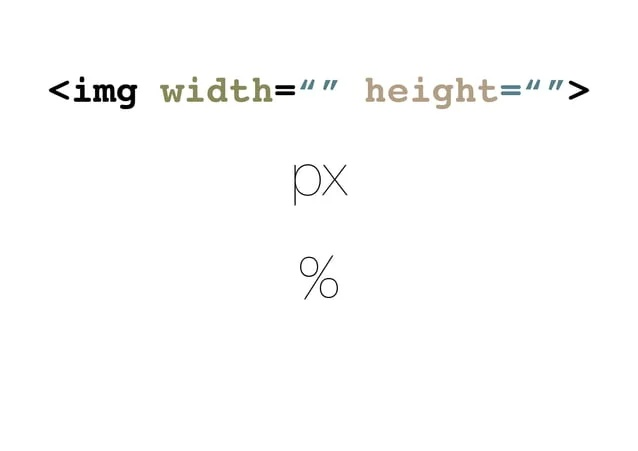 <img width=“” height=“”>
px
%